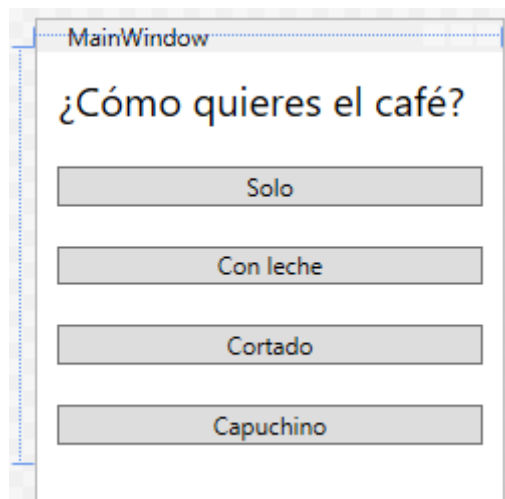 MainWindow
¿Cómo quieres el café?
Solo
Con leche
Cortado
Capuchino